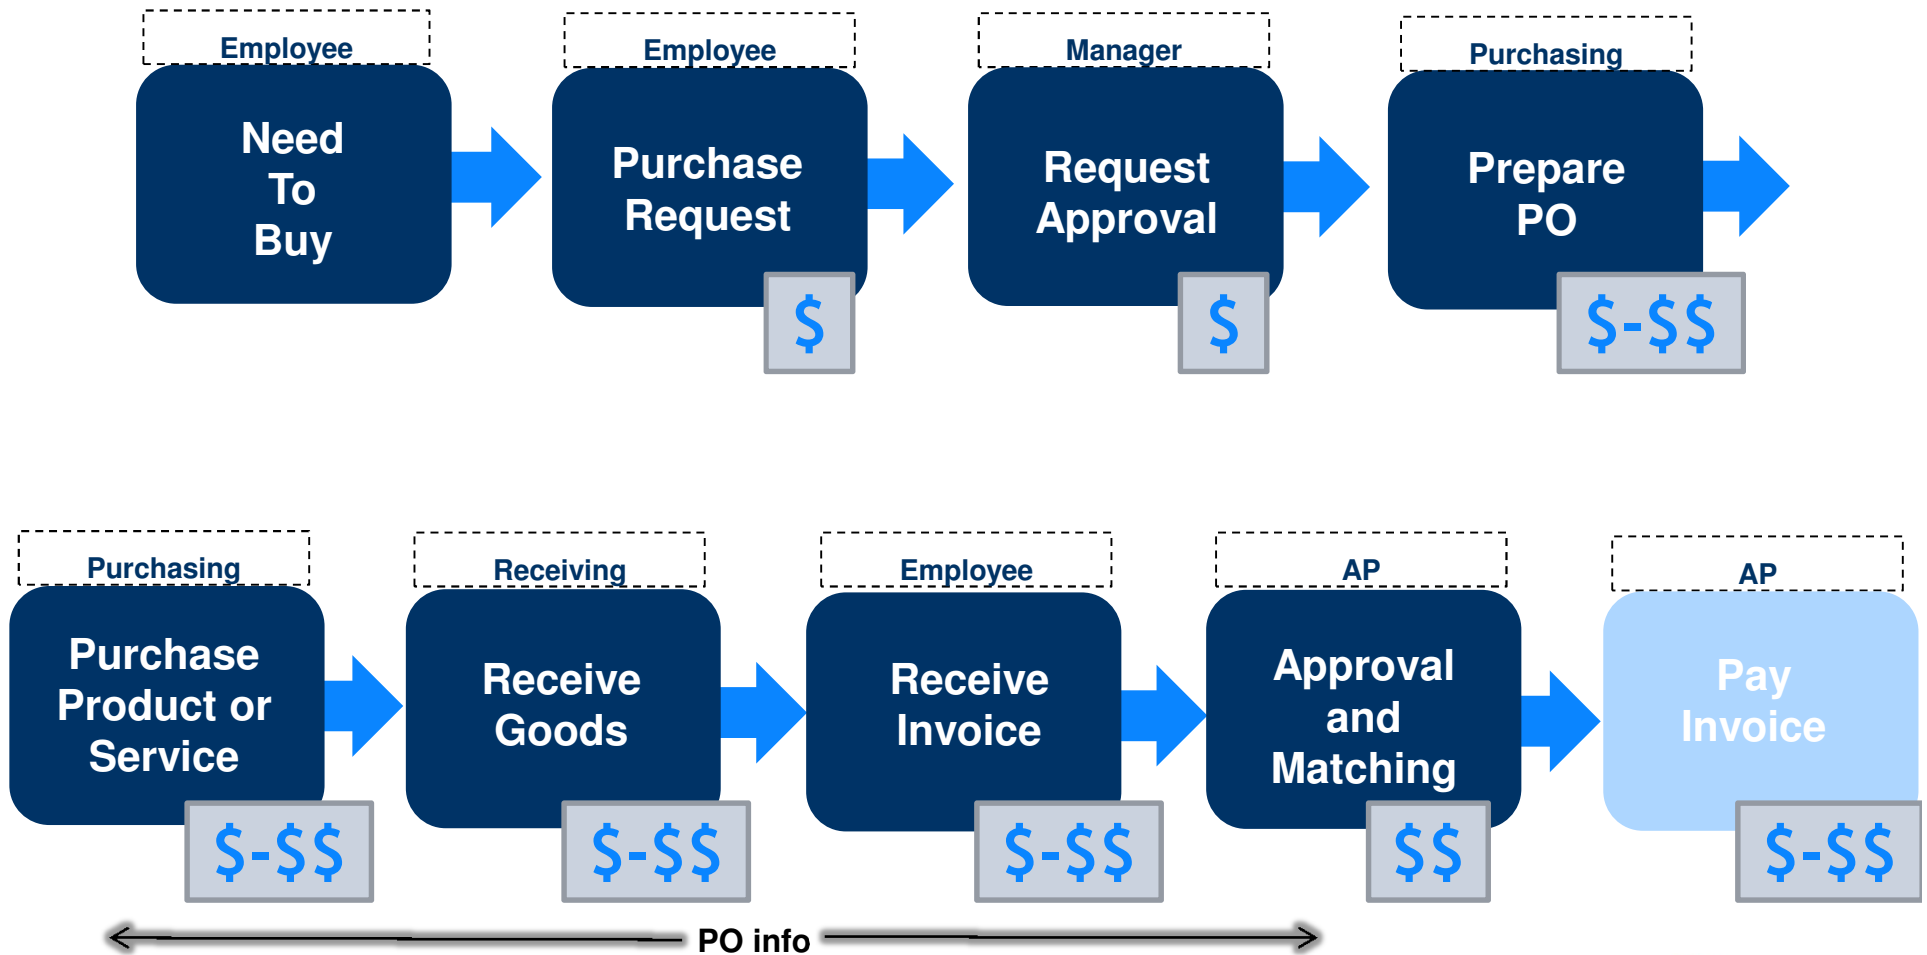 Employee
Need
To
Buy
Employee
Purchase
Request
$
Manager
Request
Approval
$
Purchasing
Prepare
PO
$-$$
Purchasing
Purchase
Product or
Service
$-$$
Receiving
Receive
Goods
$-$$
Employee
Receive
Invoice
$-$$
AP
Approval
and
Matching
$$
AP
Pay
Invoice
$-$$
PO info